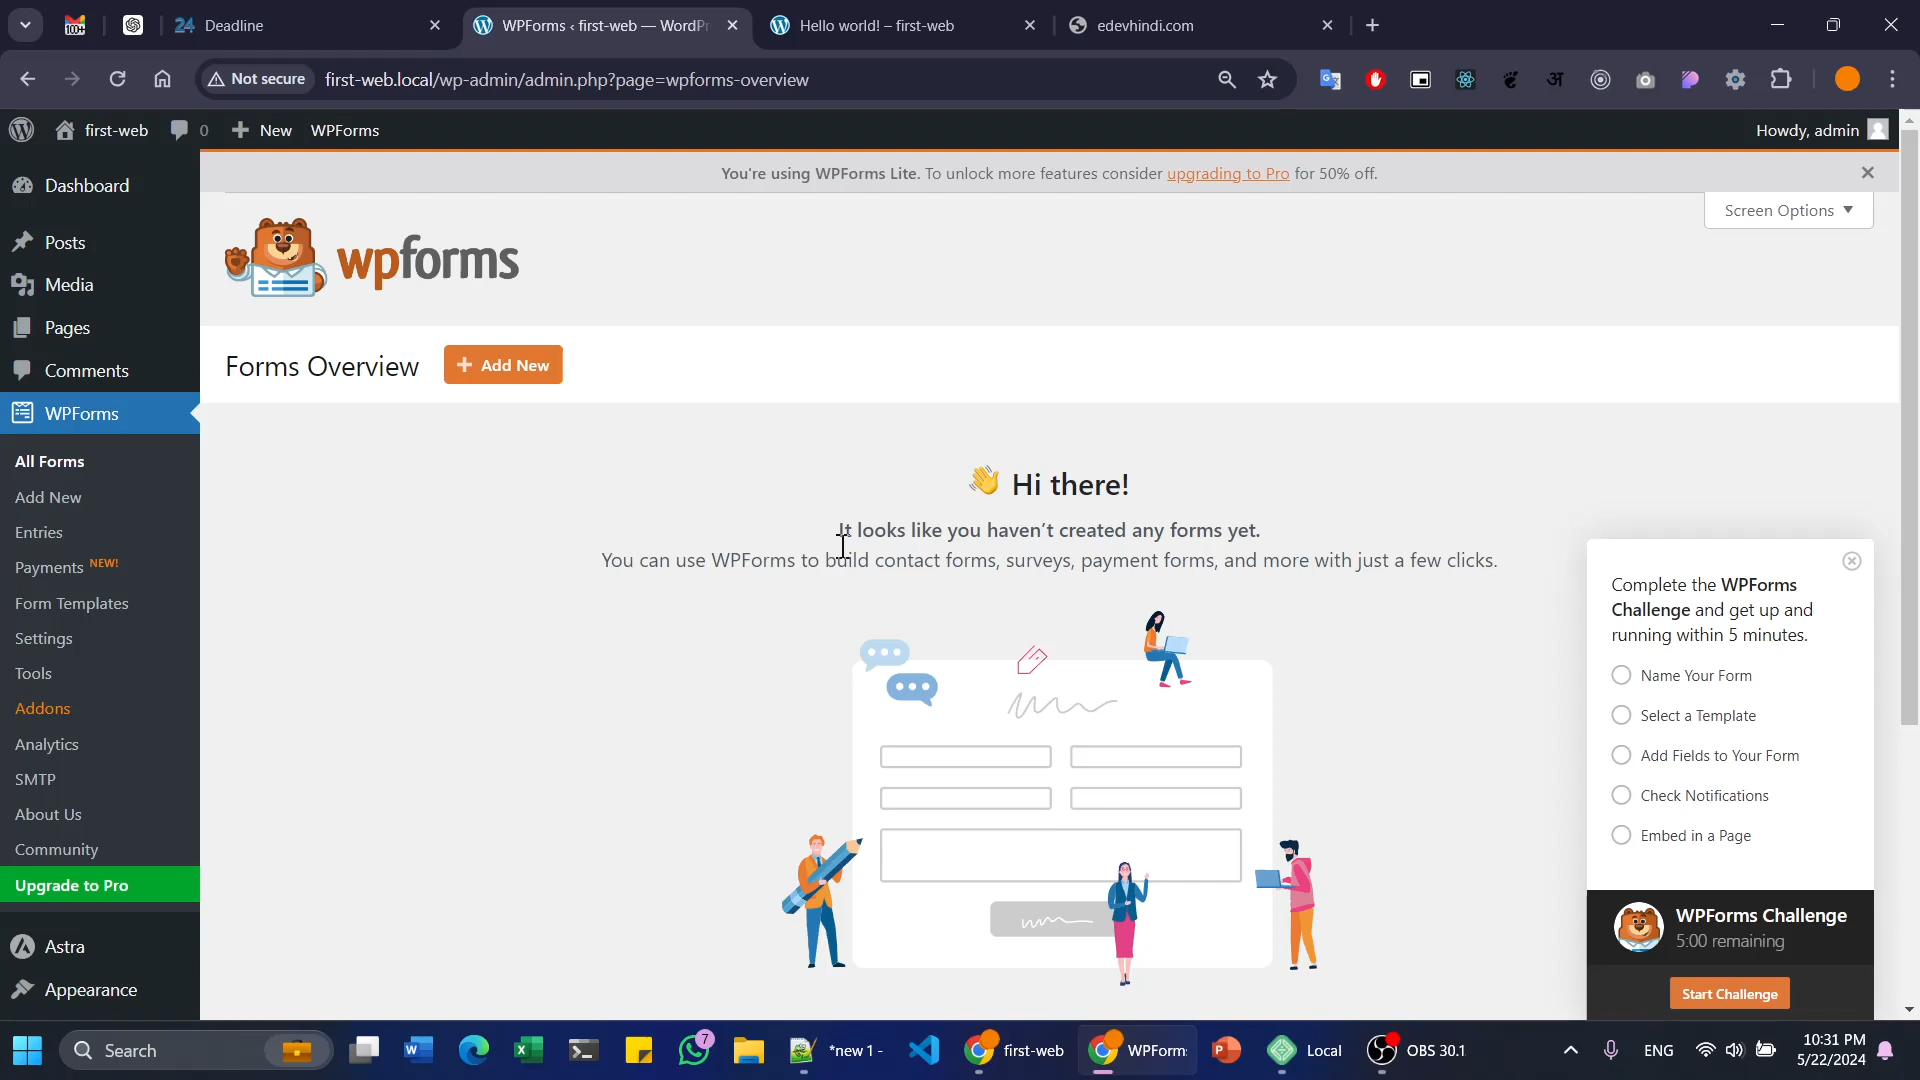 Deadline
WPForms ‹ first-web — WordPr
Hello world! – first-web
edevhindi.com
Not secure
first-web.local/wp-admin/admin.php?page=wpforms-overview
first-web
0
New
WPForms
Howdy, admin
You're using WPForms Lite. To unlock more features consider upgrading to Pro for 50% off.
Screen Options
wpforms
Forms Overview
Add New
Dashboard
Posts
Media
Pages
Comments
WPForms
All Forms
Add New
Entries
Payments NEW!
Form Templates
Settings
Tools
Addons
Analytics
SMTP
About Us
Community
Upgrade to Pro
Astra
Appearance
Hi there!
It looks like you haven't created any forms yet.
You can use WPForms to build contact forms, surveys, payment forms, and more with just a few clicks.
Complete the WPForms
Challenge and get up and
running within 5 minutes.
Name Your Form
Select a Template
Add Fields to Your Form
Check Notifications
Embed in a Page
WPForms Challenge
5:00 remaining
Start Challenge
Search
7
*new 1 -
first-web
WPForm
Local
OBS 30.1
ENG
10:31 PM
5/22/2024